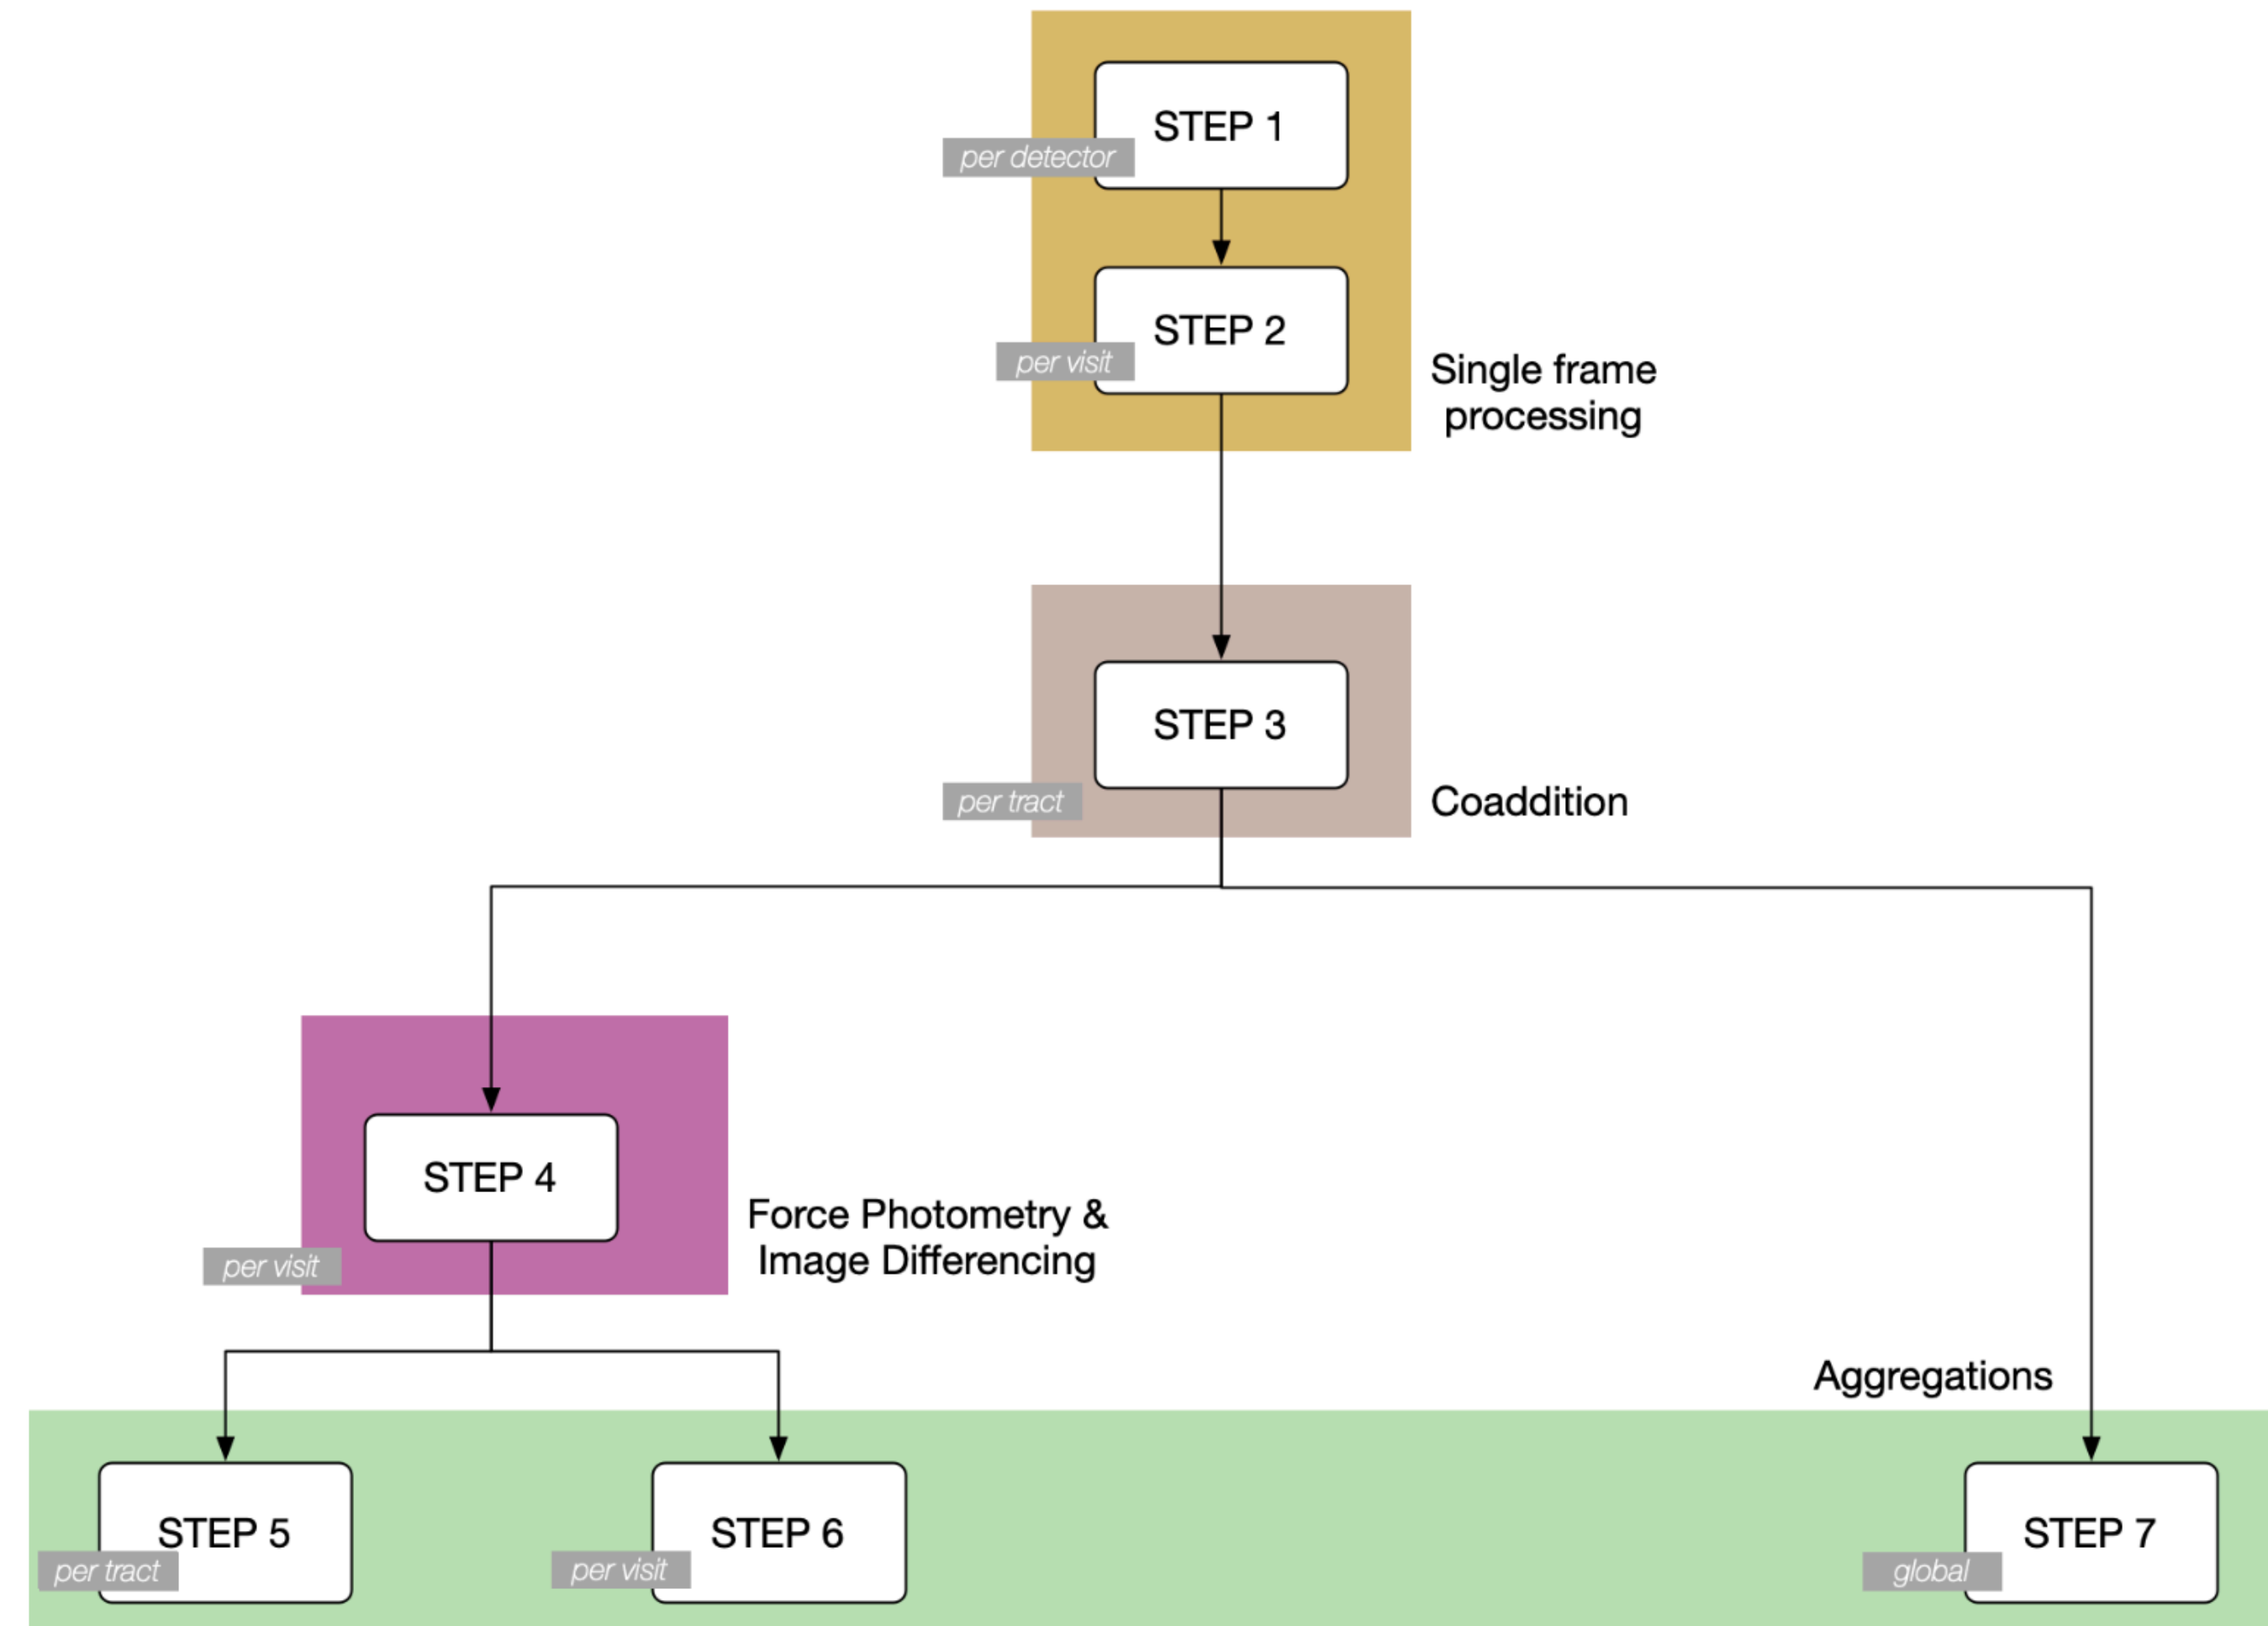 STEP 1
per detector
STEP 2
per visit
Single frame
processing
STEP 3
per tract
Coaddition
STEP 4
Force Photometry &
Image Differencing
per visit
Aggregations
STEP 5
per tract
STEP 6
per visit
STEP 7
global